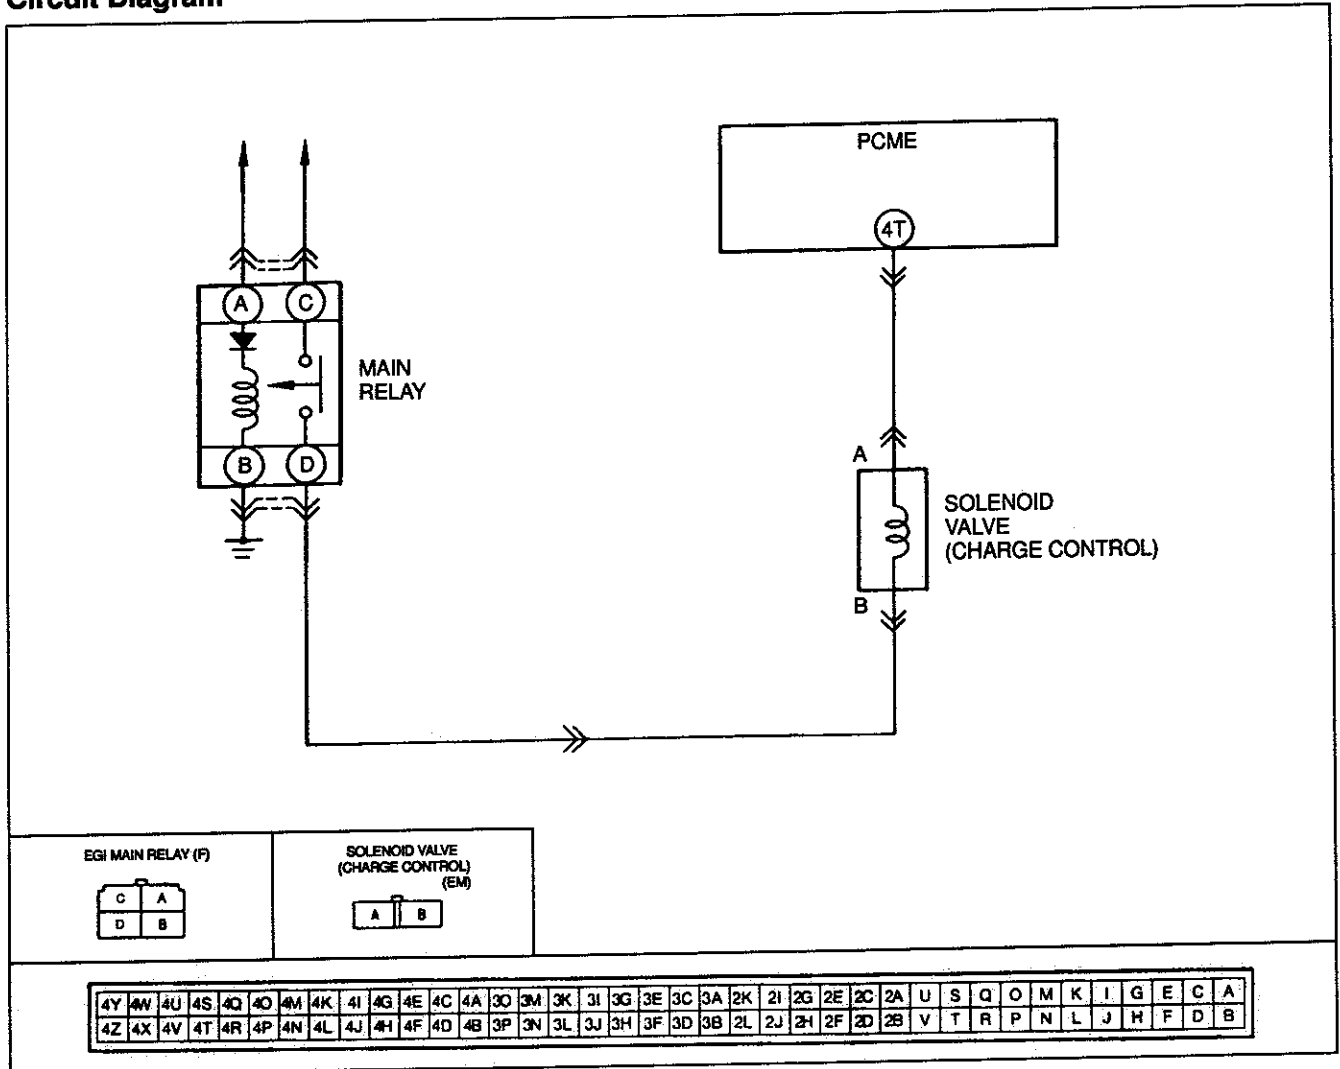 Circuit Diagram
PCME
4T
A C
MAIN
RELAY
B D
A
SOLENOID
VALVE
(CHARGE CONTROL)
B
EGI MAIN RELAY (F)
C A
D B
SOLENOID VALVE
(CHARGE CONTROL)
(EM)
A B
4Y 4W 4U 4S 4Q 4O 4M 4K 4I 4G 4E 4C 4A 3O 3M 3K 3I 3G 3E 3C 3A 2K 2I 2G 2E 2C 2A U S Q O M K I G E C A
4Z 4X 4V 4T 4R 4P 4N 4L 4J 4H 4F 4D 4B 3P 3N 3L 3J 3H 3F 3D 3B 2L 2J 2H 2F 2D 2B V T R P N L J H F D B